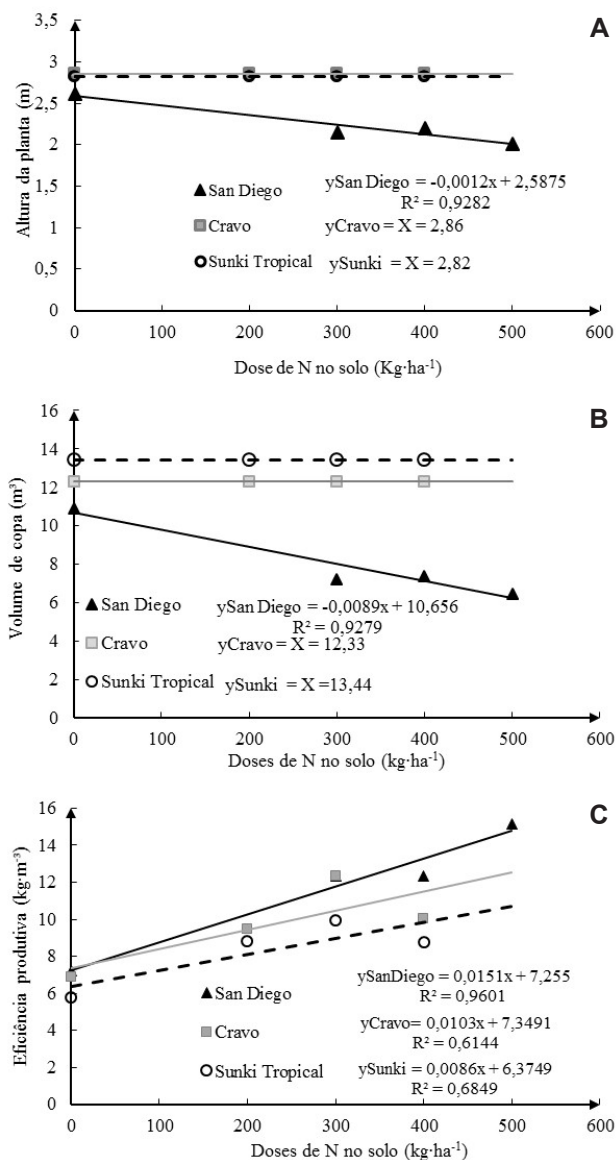 A
Altura da planta (m)
3,5
3
2,5
2
1,5
1
3,5
0
San Diego
ySan Diego = -0,0012x + 2,5875
R² = 0,9282
Cravo
yCravo = X = 2,86
Sunki Tropical
ySunki = X = 2,82
0 100 200 300 400 500 600
Dose de N no solo (Kg·ha⁻¹)
B
Volume de copa (m³)
16
14
12
10
8
6
4
2
0
San Diego
ySan Diego = -0,0089x + 10,656
R² = 0,9279
Cravo
yCravo = X = 12,33
Sunki Tropical
ySunki = X =13,44
0 100 200 300 400 500 600
Doses de N no solo (kg·ha⁻¹)
C
Eficiência produtiva (kg·m⁻³)
16
14
12
10
8
6
4
2
0
San Diego
ySanDiego = 0,0151x + 7,255
R² = 0,9601
Cravo
yCravo= 0,0103x + 7,3491
R² = 0,6144
Sunki Tropical
ySunki = 0,0086x + 6,3749
R² = 0,6849
0 100 200 300 400 500 600
Doses de N no solo (kg·ha⁻¹)